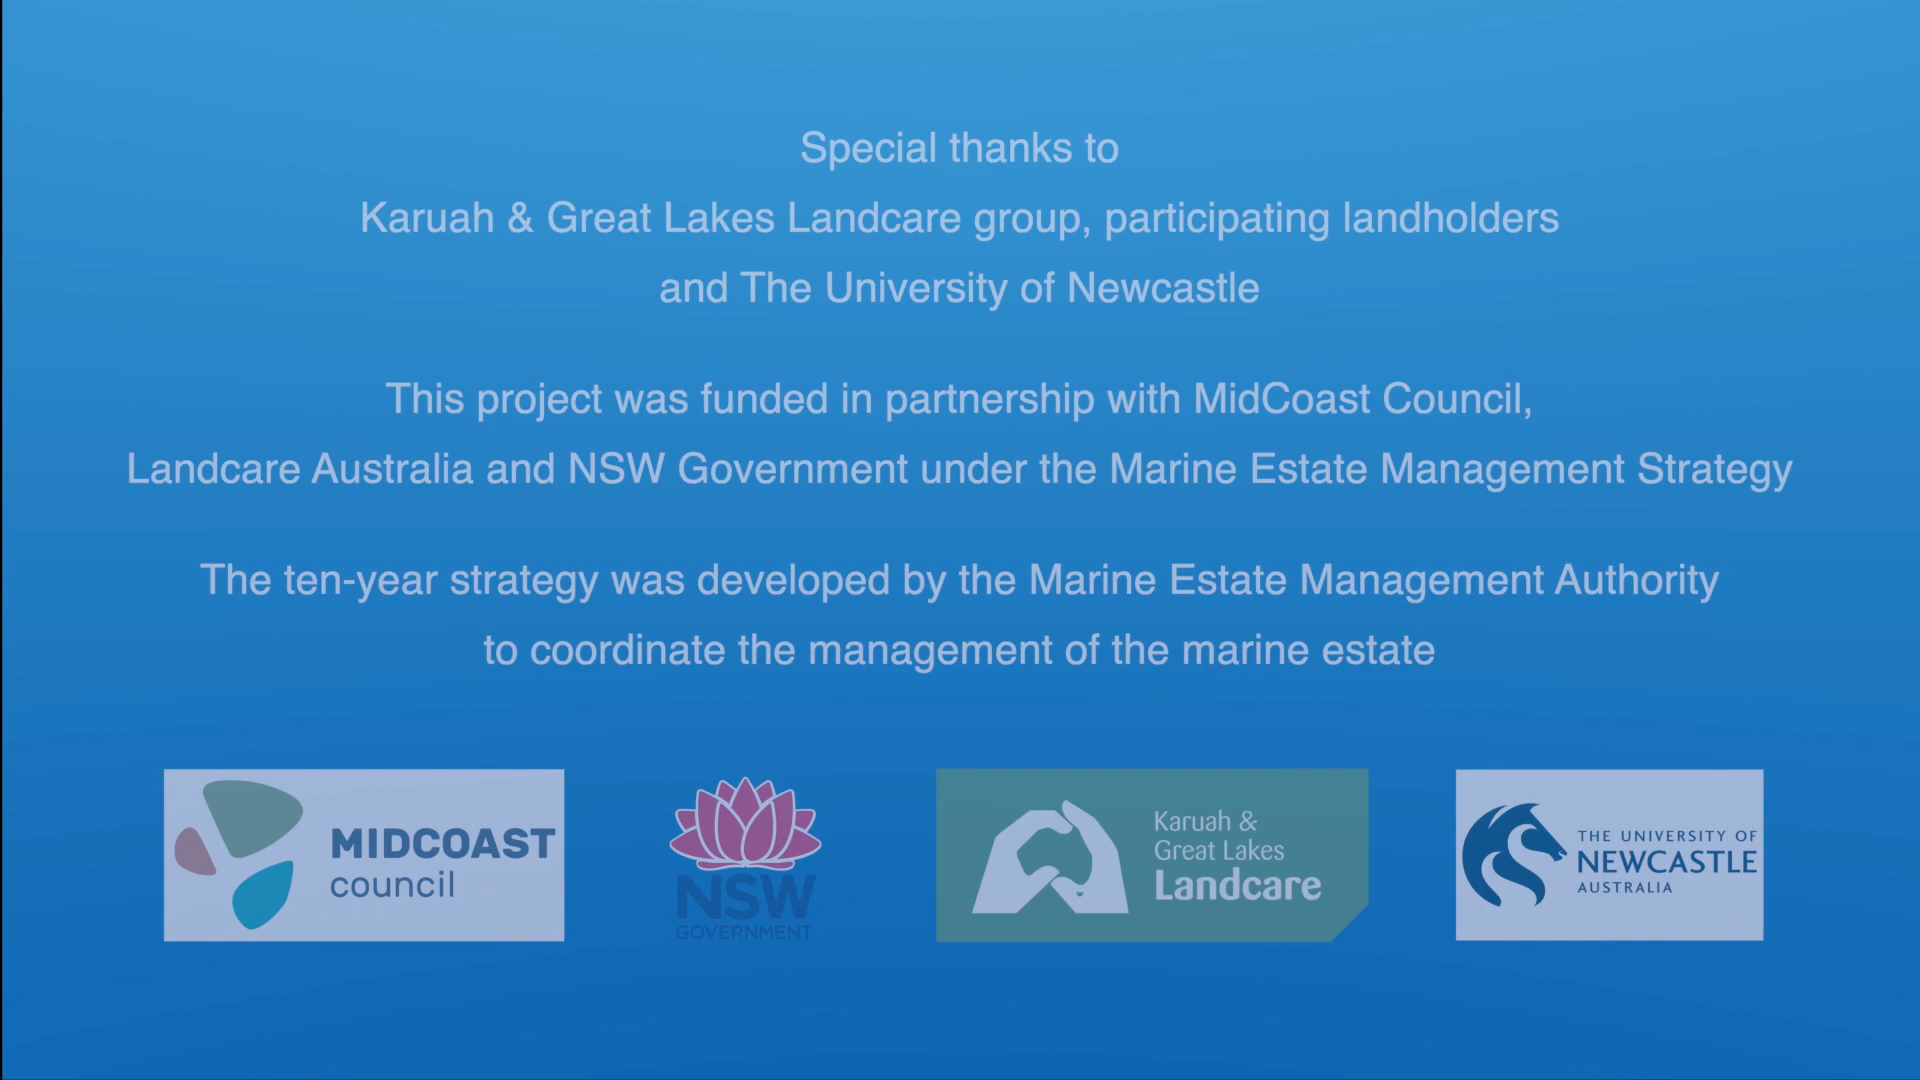 Special thanks to
Karuah & Great Lakes Landcare group, participating landholders
and The University of Newcastle
This project was funded in partnership with MidCoast Council,
Landcare Australia and NSW Government under the Marine Estate Management Strategy
The ten-year strategy was developed by the Marine Estate Management Authority
to coordinate the management of the marine estate
MIDCOAST
council
NSW
GOVERNMENT
Karuah &
Great Lakes
Landcare
THE UNIVERSITY OF
NEWCASTLE
AUSTRALIA